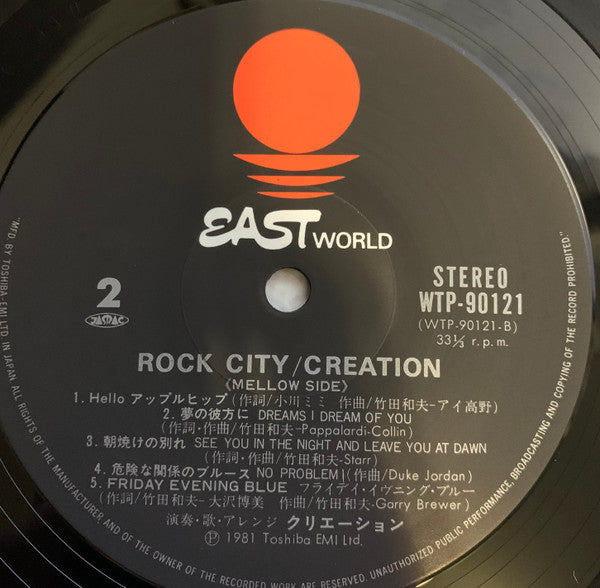 EAST WORLD
2
JASRAC
STEREO
WTP-90121
(WTP-90121-B)
33⅓ r.p.m.
ROCK CITY/CREATION
《MELLOW SIDE》
1. Hello アップルヒップ (作詞/小川ミミ 作曲/竹田和夫-アイ高野)
2. 夢の彼方に DREAMS I DREAM OF YOU
(作詞・作曲/竹田和夫-Pappalardi-Collin)
3. 朝焼けの別れ SEE YOU IN THE NIGHT AND LEAVE YOU AT DAWN
(作詞・作曲/竹田和夫-Starr)
4. 危険な関係のブルース NO PROBLEM (作曲/Duke Jordan)
5. FRIDAY EVENING BLUE フライデイ・イヴニング・ブルー
(作詞/竹田和夫-大沢博美 作曲/竹田和夫-Garry Brewer)
演奏・歌・アレンジ クリエーション
Ⓟ 1981 Toshiba EMI Ltd.
"MFD BY TOSHIBA-EMI LTD. IN JAPAN ALL RIGHTS OF THE MANUFACTURER AND OF THE OWNER OF THE RECORDED WORK ARE RESERVED. UNAUTHORIZED PUBLIC PERFORMANCE, BROADCASTING AND COPYING OF THE RECORD PROHIBITED."